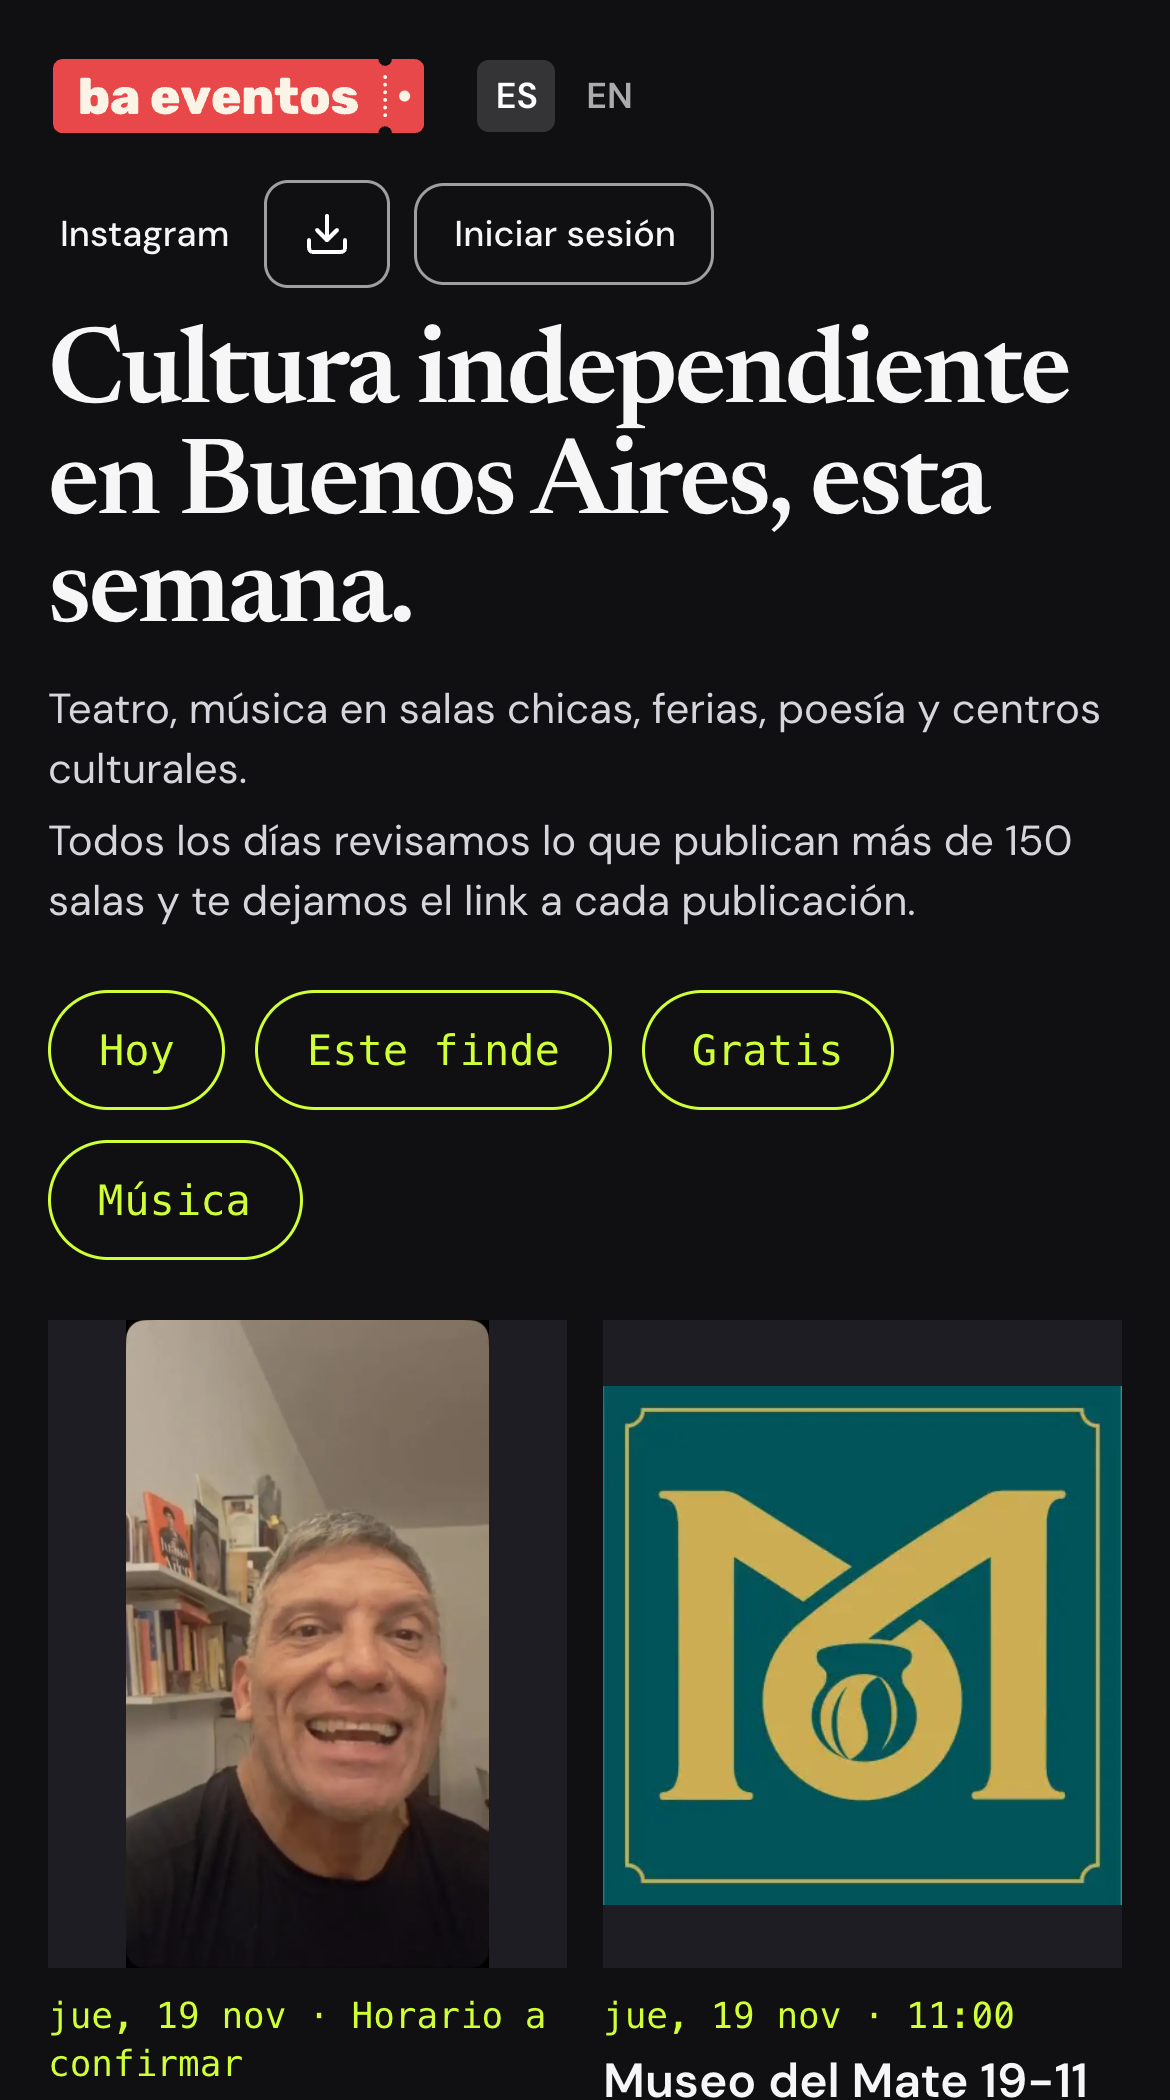 ba eventos
ES EN
Instagram
Iniciar sesión
Cultura independiente
en Buenos Aires, esta
semana.
Teatro, música en salas chicas, ferias, poesía y centros
culturales.
Todos los días revisamos lo que publican más de 150
salas y te dejamos el link a cada publicación.
Hoy
Este finde
Gratis
Música
M
jue, 19 nov · Horario a
confirmar
jue, 19 nov · 11:00
Museo del Mate 19-11